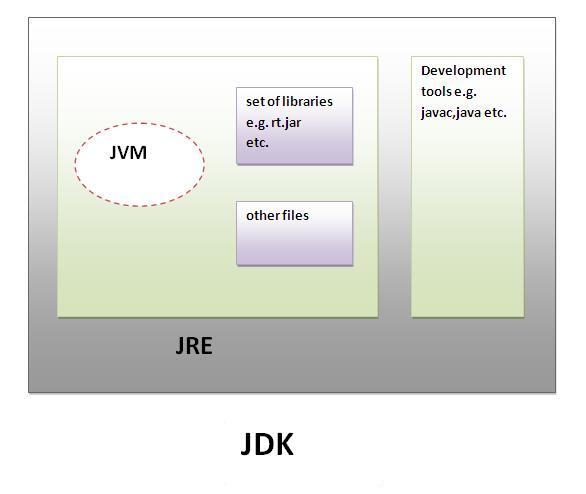 JVM
set of libraries
e.g. rt.jar
etc.
other files
Development
tools e.g.
javac,java etc.
JRE
JDK